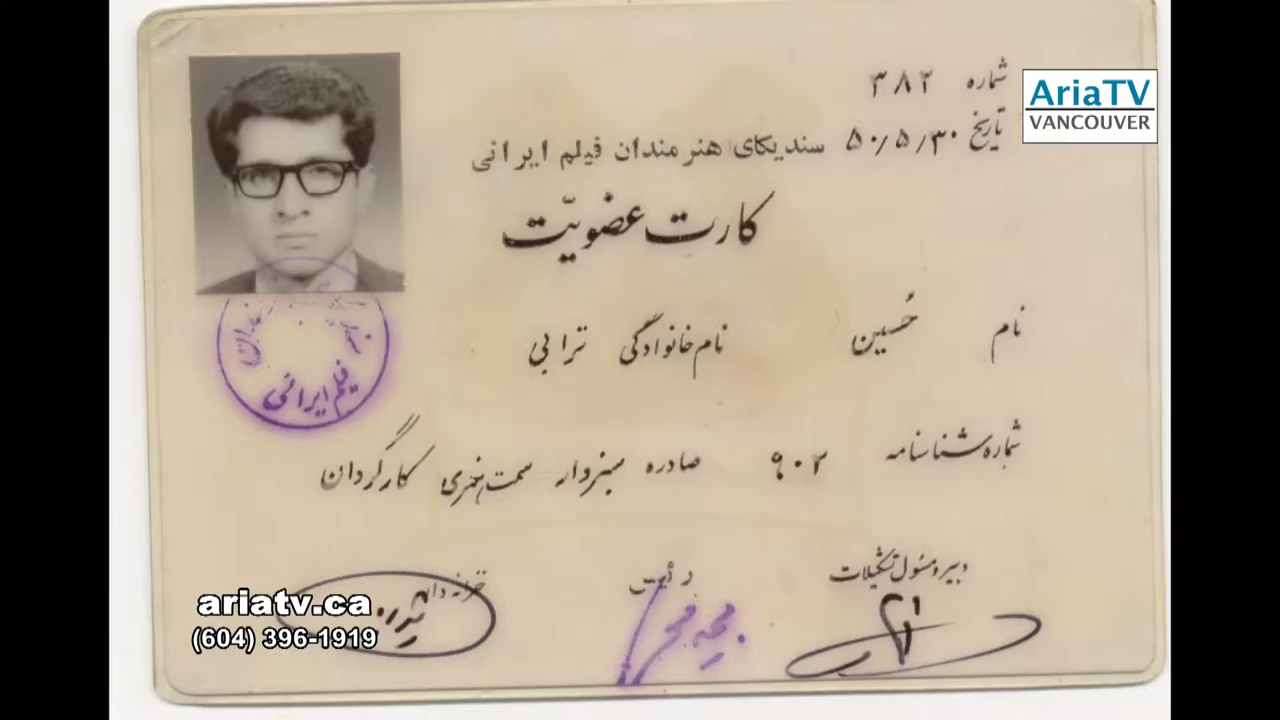 شماره ۳۸۲
تاریخ ۵۰/۵/۳۰
AriaTV
VANCOUVER
سندیکای هنرمندان فیلم ایرانی
کارت عضویّت
نام حُسین نام خانوادگی ترابی
شماره شناسنامه ۹۰۲ صادره سبزوار سمت هنری کارگردان
فیلم ایرانی
دبیر و مسئول تشکیلات
رئیس
خزانه دار
ariatv.ca
(604) 396-1919